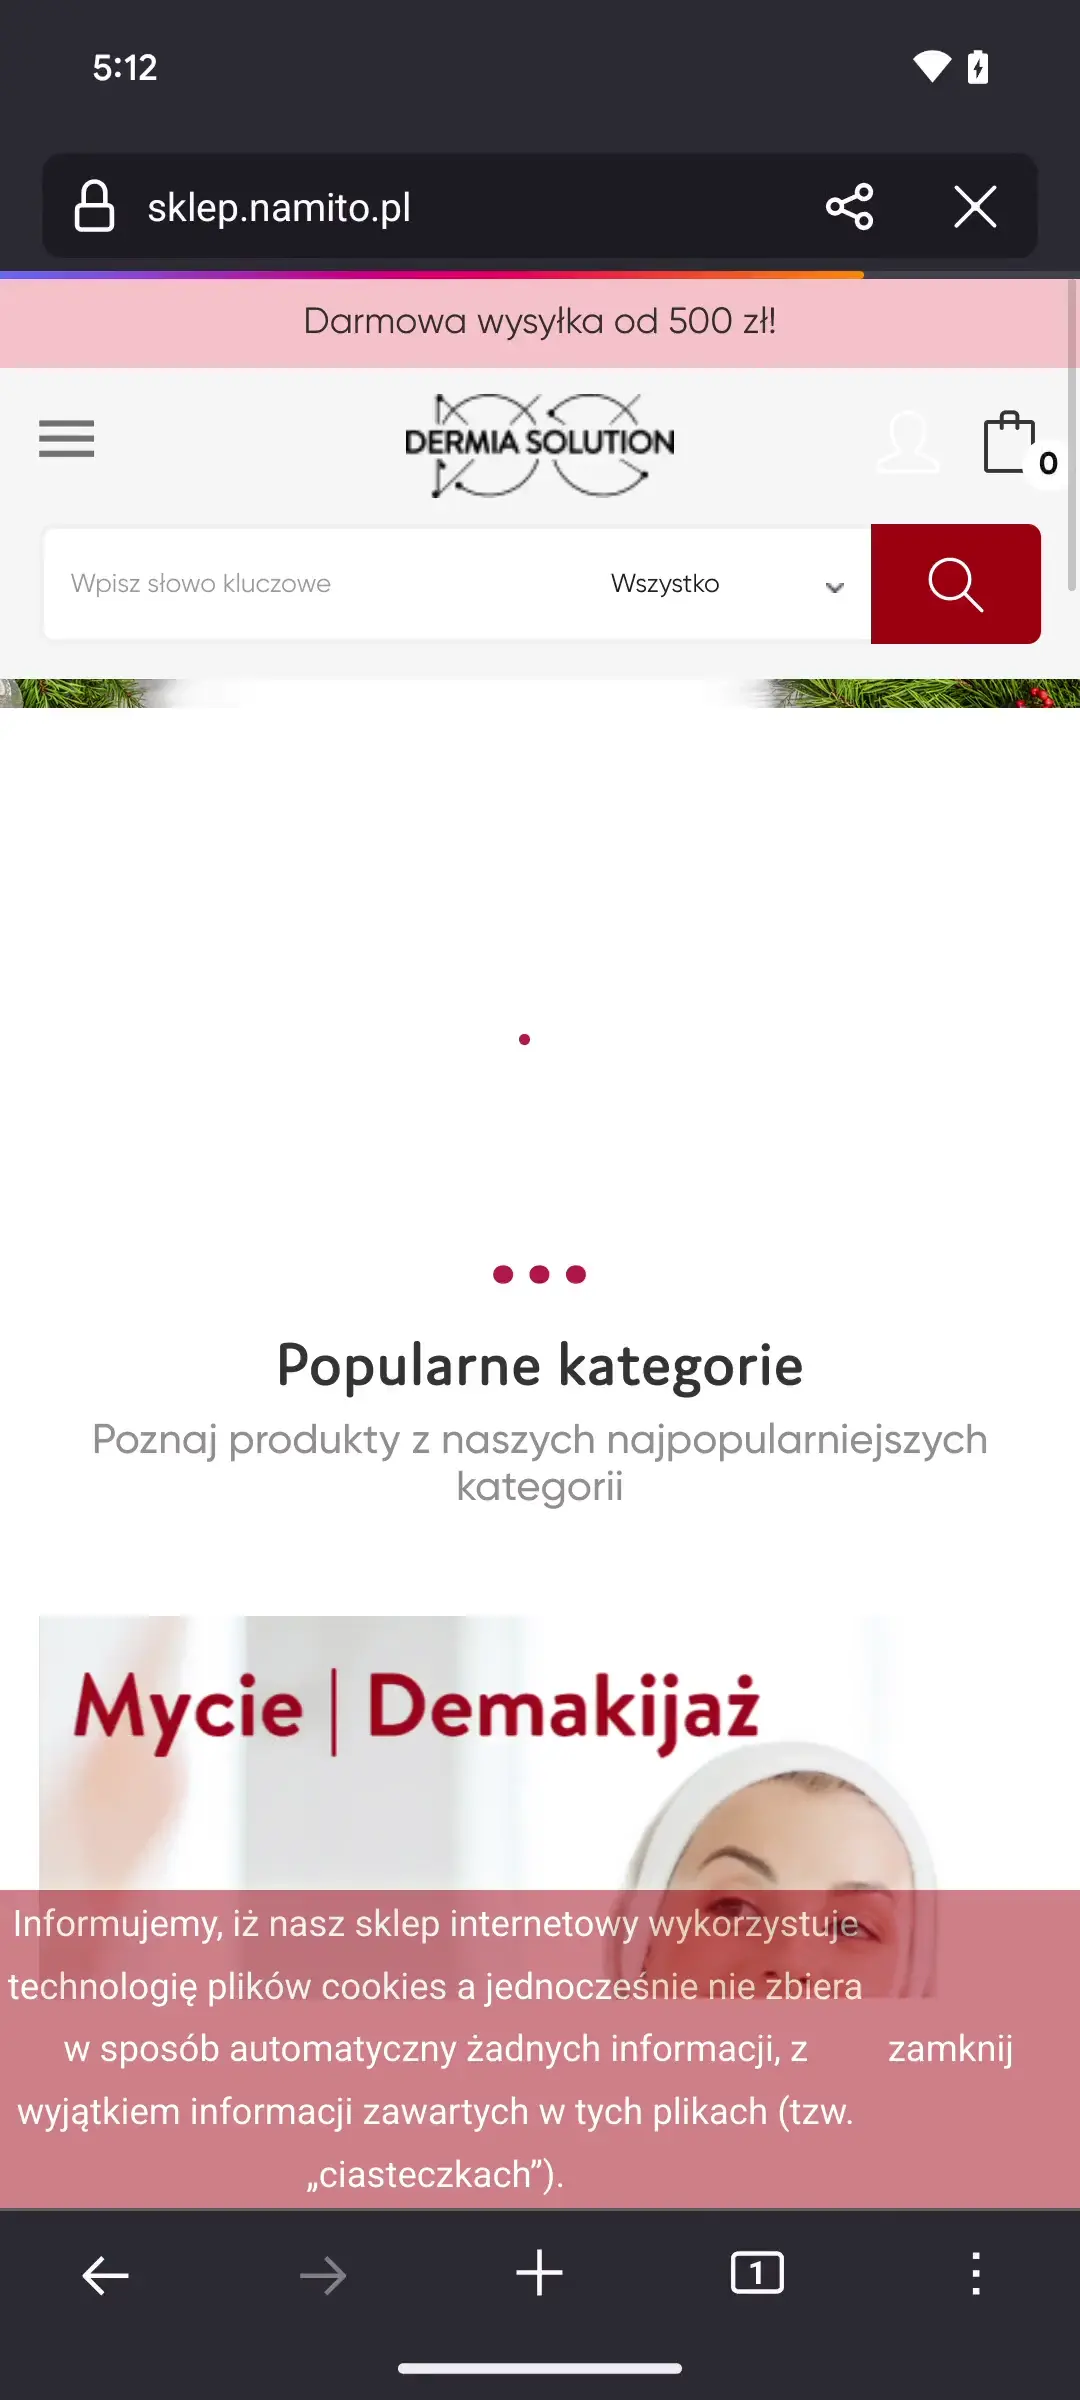 5:12
sklep.namito.pl
Darmowa wysyłka od 500 zł!
DERMIA SOLUTION
0
Wpisz słowo kluczowe
Wszystko
Popularne kategorie
Poznaj produkty z naszych najpopularniejszych
kategorii
Mycie | Demakijaż
Informujemy, iż nasz sklep internetowy wykorzystuje
technologię plików cookies a jednocześnie nie zbiera
w sposób automatyczny żadnych informacji, z
wyjątkiem informacji zawartych w tych plikach (tzw.
„ciasteczkach”).
zamknij
1